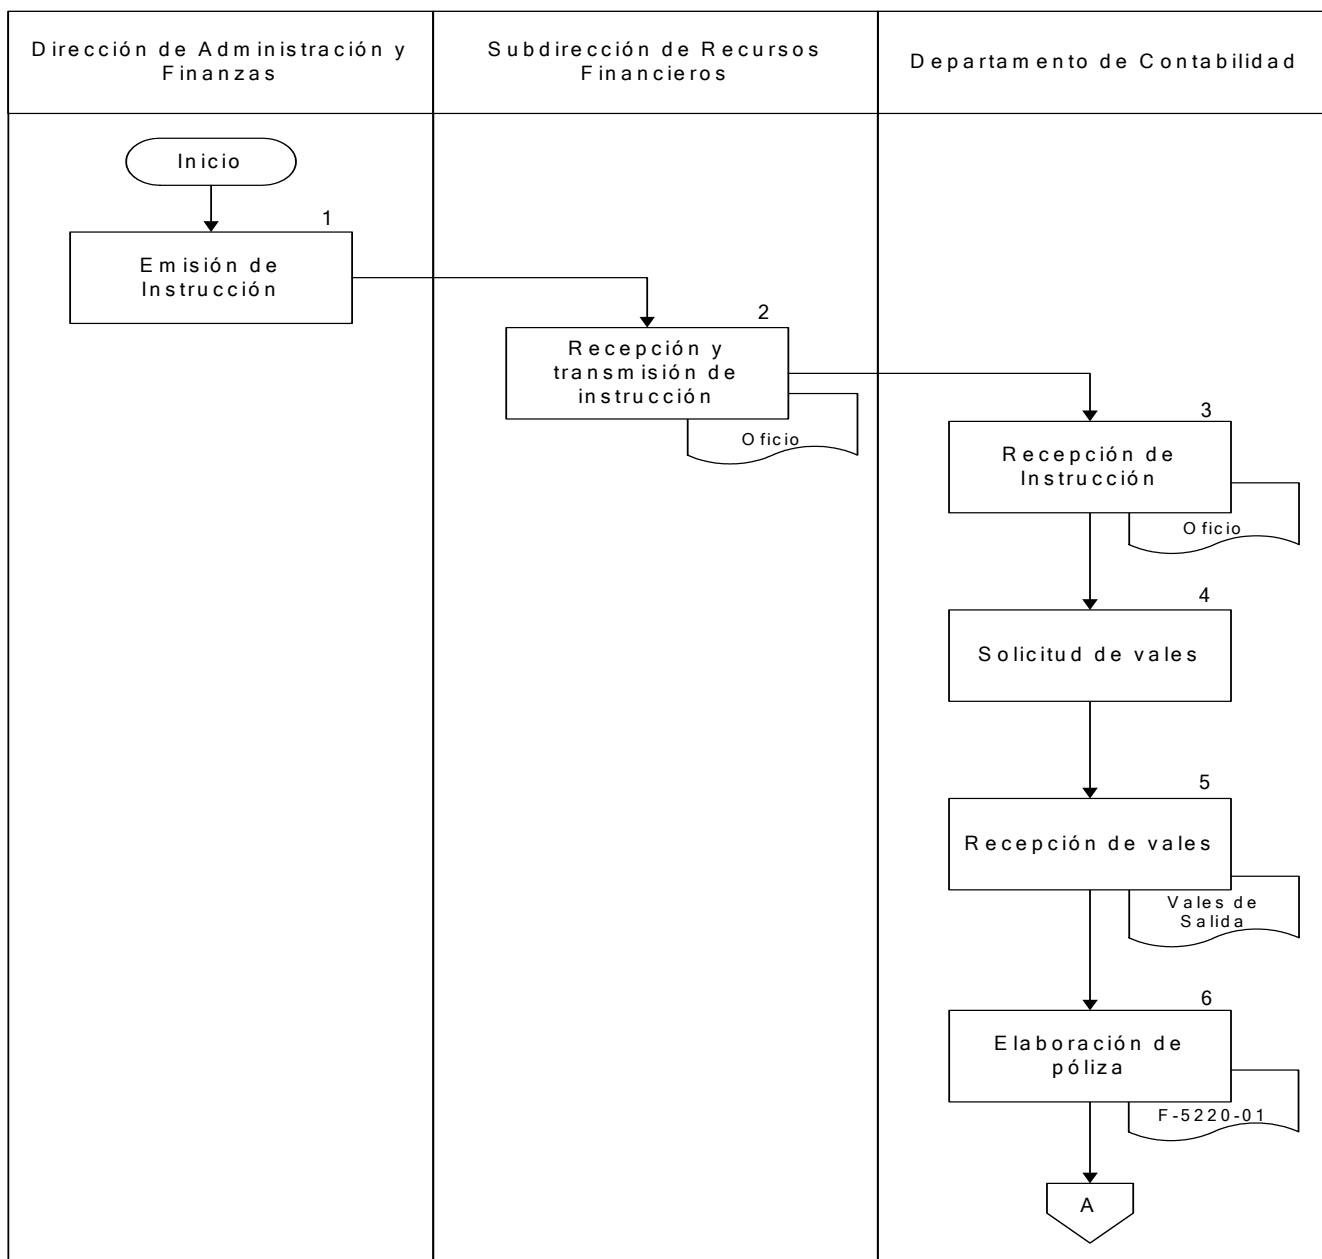 Dirección de Administración y
Finanzas
Subdirección de Recursos
Financieros
Departamento de Contabilidad
Inicio
1
Emisión de
Instrucción
2
Recepción y
transmisión de
instrucción
Oficio
3
Recepción de
Instrucción
Oficio
4
Solicitud de vales
5
Recepción de vales
Vales de
Salida
6
Elaboración de
póliza
F-5220-01
A